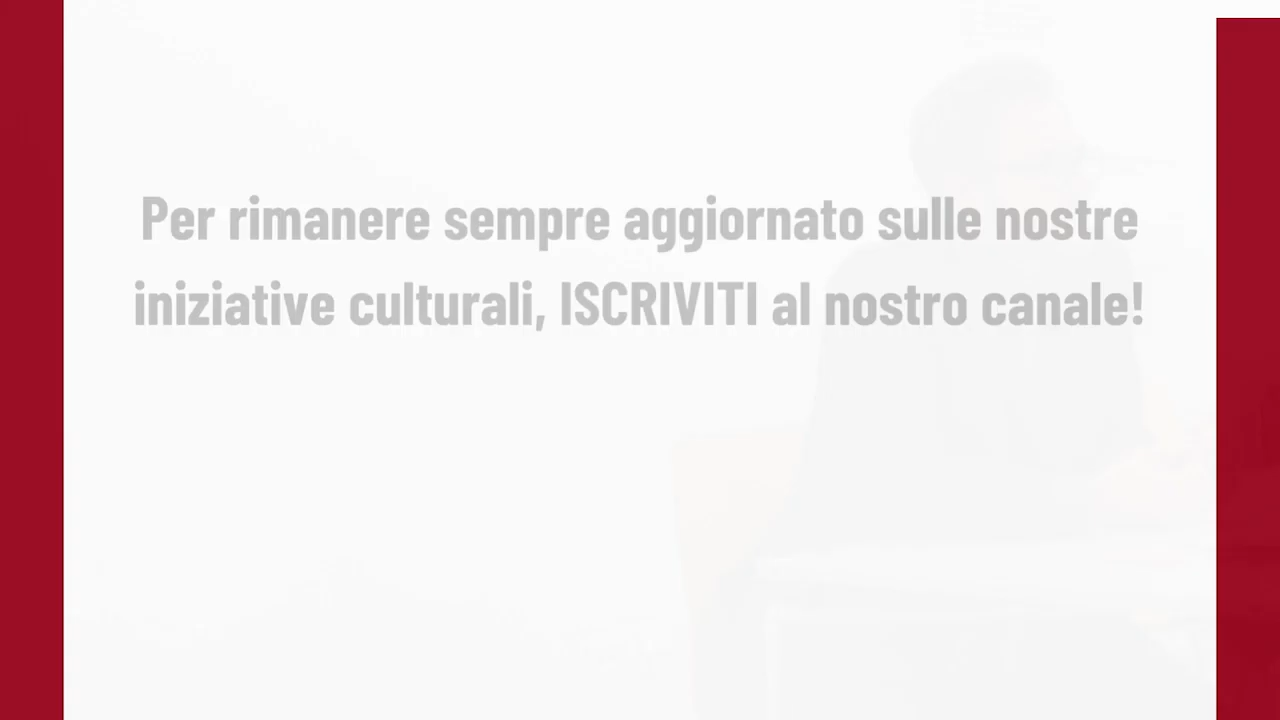 Per rimanere sempre aggiornato sulle nostre
iniziative culturali, ISCRIVITI al nostro canale!